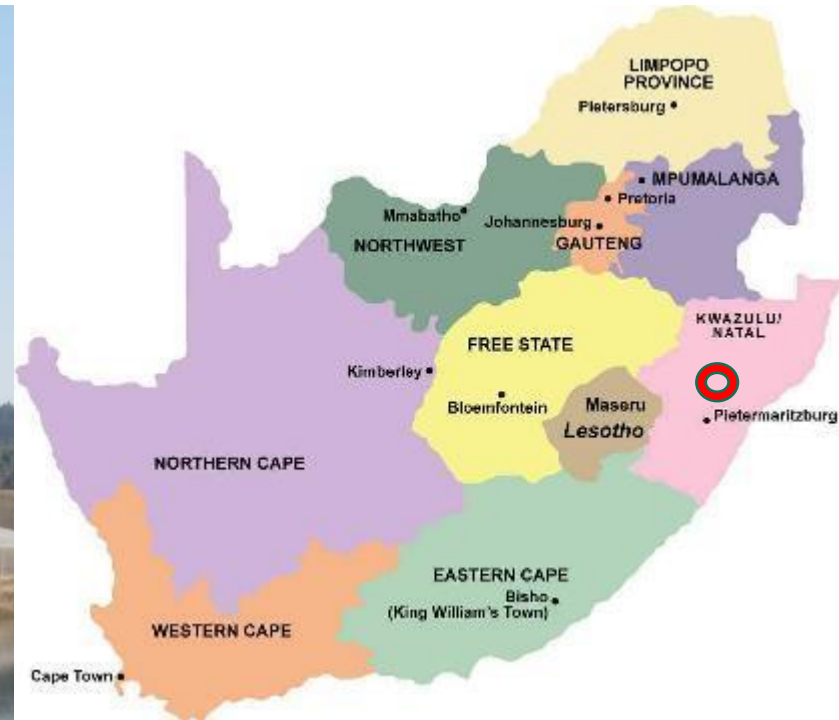 LIMPOPO
PROVINCE
Pietersburg
MPUMALANGA
Pretoria
Mmabatho
Johannesburg
NORTHWEST
GAUTENG
KWAZULU/
NATAL
FREE STATE
Kimberley
Bloemfontein
Maseru
Lesotho
Pietermaritzburg
NORTHERN CAPE
EASTERN CAPE
Bisho
(King William's Town)
WESTERN CAPE
Cape Town